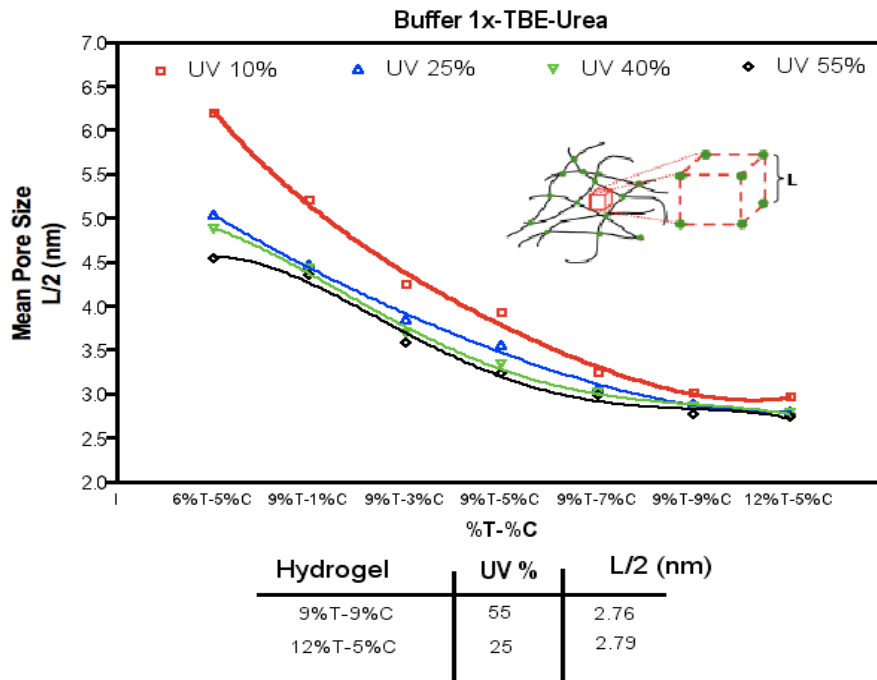 Buffer 1x-TBE-Urea
UV 10% UV 25% UV 40% UV 55%
7.0
6.5
6.0
5.5
5.0
4.5
4.0
3.5
3.0
2.5
2.0
Mean Pore Size
L/2 (nm)
L
I 6%T-5%C 9%T-1%C 9%T-3%C 9%T-5%C 9%T-7%C 9%T-9%C 12%T-5%C
%T-%C
Hydrogel UV % L/2 (nm)
9%T-9%C 55 2.76
12%T-5%C 25 2.79